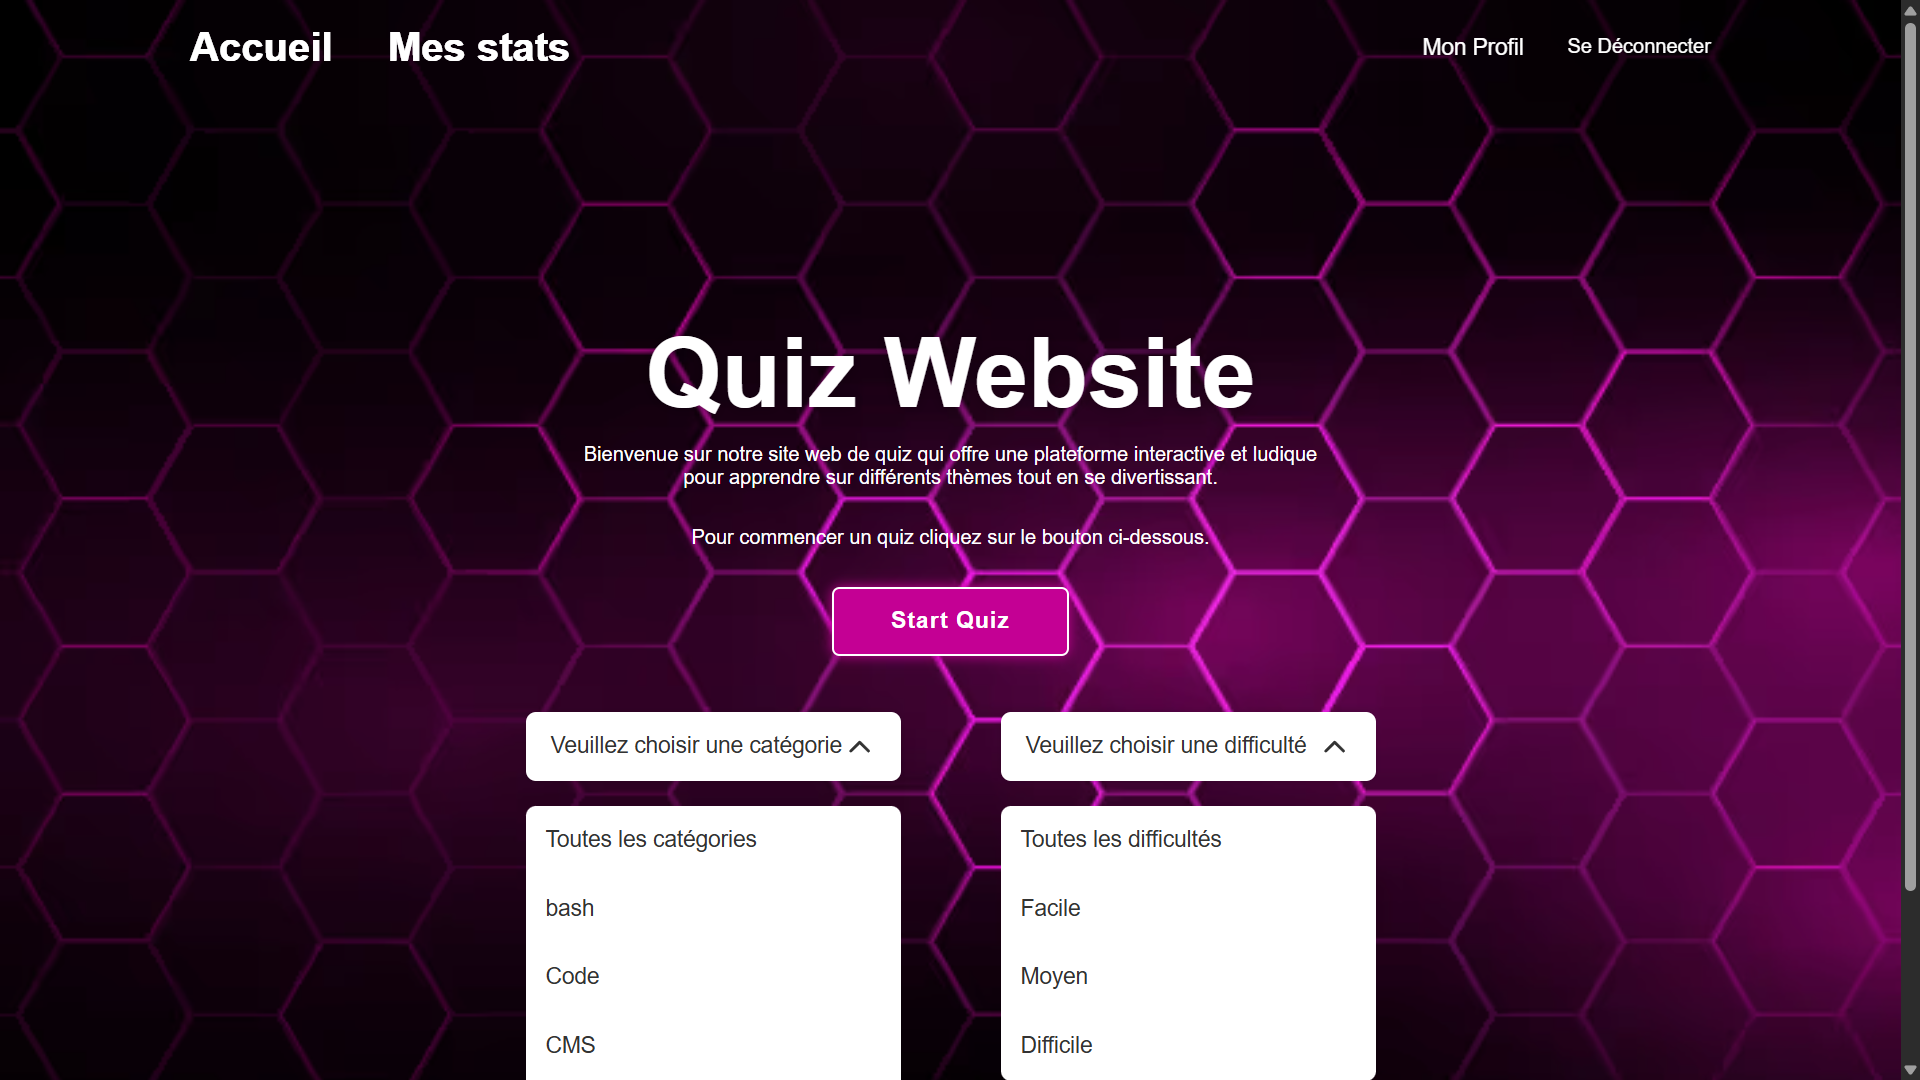 Accueil
Mes stats
Mon Profil
Se Déconnecter
Quiz Website
Bienvenue sur notre site web de quiz qui offre une plateforme interactive et ludique
pour apprendre sur différents thèmes tout en se divertissant.
Pour commencer un quiz cliquez sur le bouton ci-dessous.
Start Quiz
Veuillez choisir une catégorie
Toutes les catégories
bash
Code
CMS
Veuillez choisir une difficulté
Toutes les difficultés
Facile
Moyen
Difficile